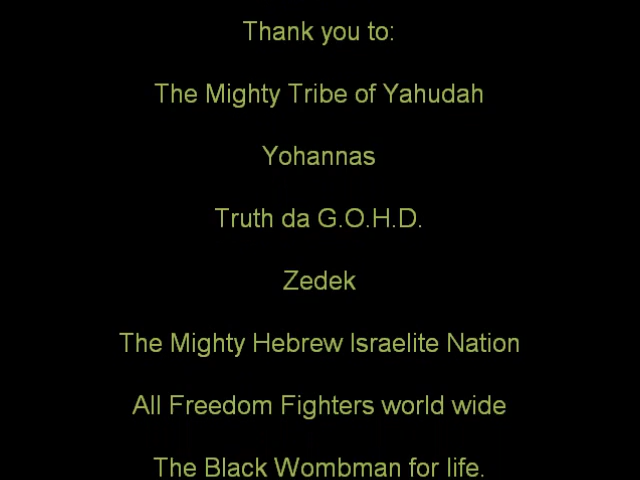 Thank you to:
The Mighty Tribe of Yahudah
Yohannas
Truth da G.O.H.D.
Zedek
The Mighty Hebrew Israelite Nation
All Freedom Fighters world wide
The Black Wombman for life.